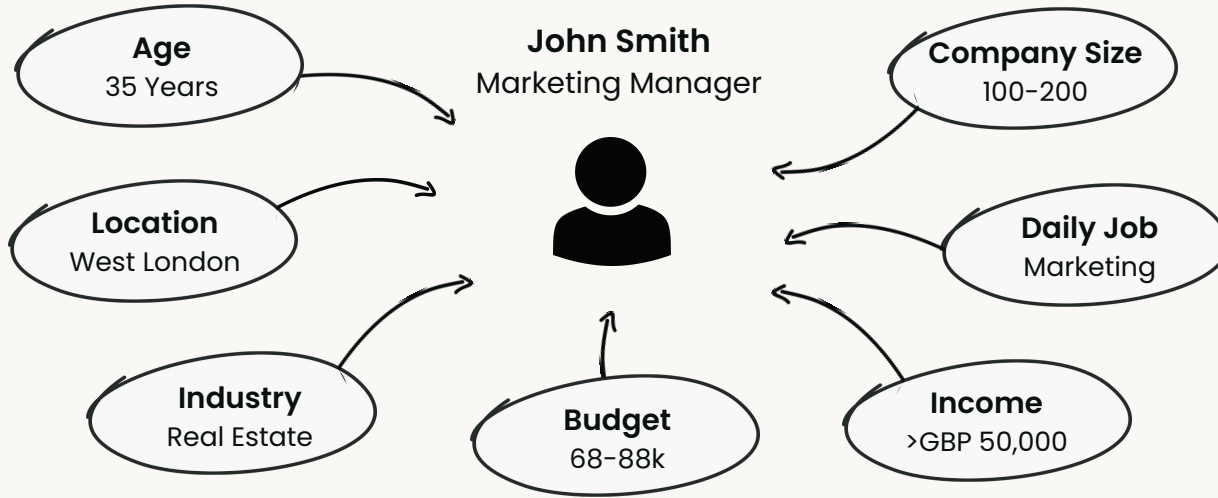 John Smith
Marketing Manager
Age
35 Years
Location
West London
Industry
Real Estate
Budget
68-88k
Company Size
100-200
Daily Job
Marketing
Income
>GBP 50,000